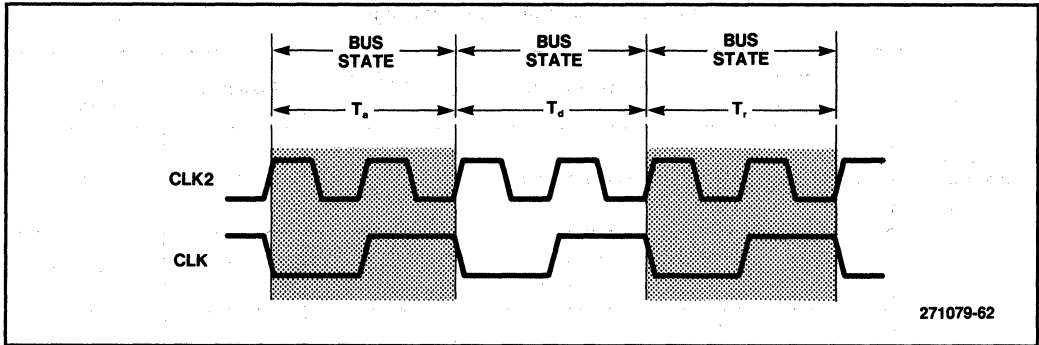 BUS STATE
BUS STATE
BUS STATE
Ta
Td
Tr
CLK2
CLK
271079-62